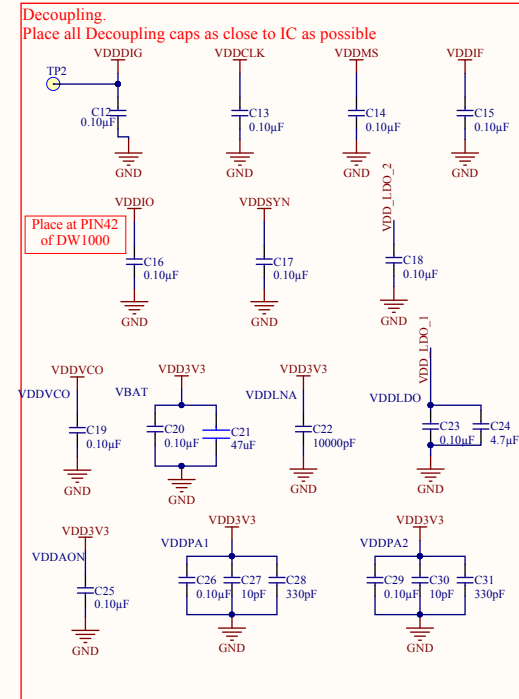 Decoupling.
Place all Decoupling caps as close to IC as possible
VDDDIG
VDDCLK
VDDMS
VDDIF
TP2
C12
0.10µF
C13
0.10µF
C14
0.10µF
C15
0.10µF
GND
GND
GND
GND
VDDIO
VDDSYN
VDD_LDO_2
Place at PIN42
of DW1000
C16
0.10µF
C17
0.10µF
C18
0.10µF
GND
GND
GND
VDDVCO
VDD3V3
VDD3V3
VDD_LDO_1
VDDVCO
VBAT
VDDLNA
VDDLDO
C19
0.10µF
C20
0.10µF
C21
47uF
C22
10000pF
C23
0.10µF
C24
4.7µF
GND
GND
GND
GND
VDD3V3
VDD3V3
VDD3V3
VDDAON
VDDPA1
VDDPA2
C25
0.10µF
C26
0.10µF
C27
10pF
C28
330pF
C29
0.10µF
C30
10pF
C31
330pF
GND
GND
GND